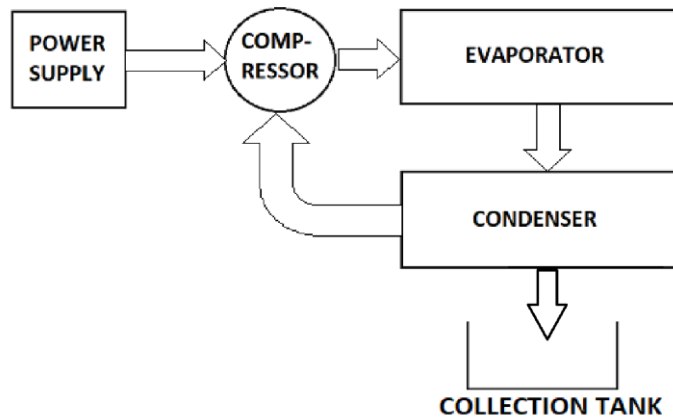 POWER
SUPPLY
COMP-
RESSOR
EVAPORATOR
CONDENSER
COLLECTION TANK